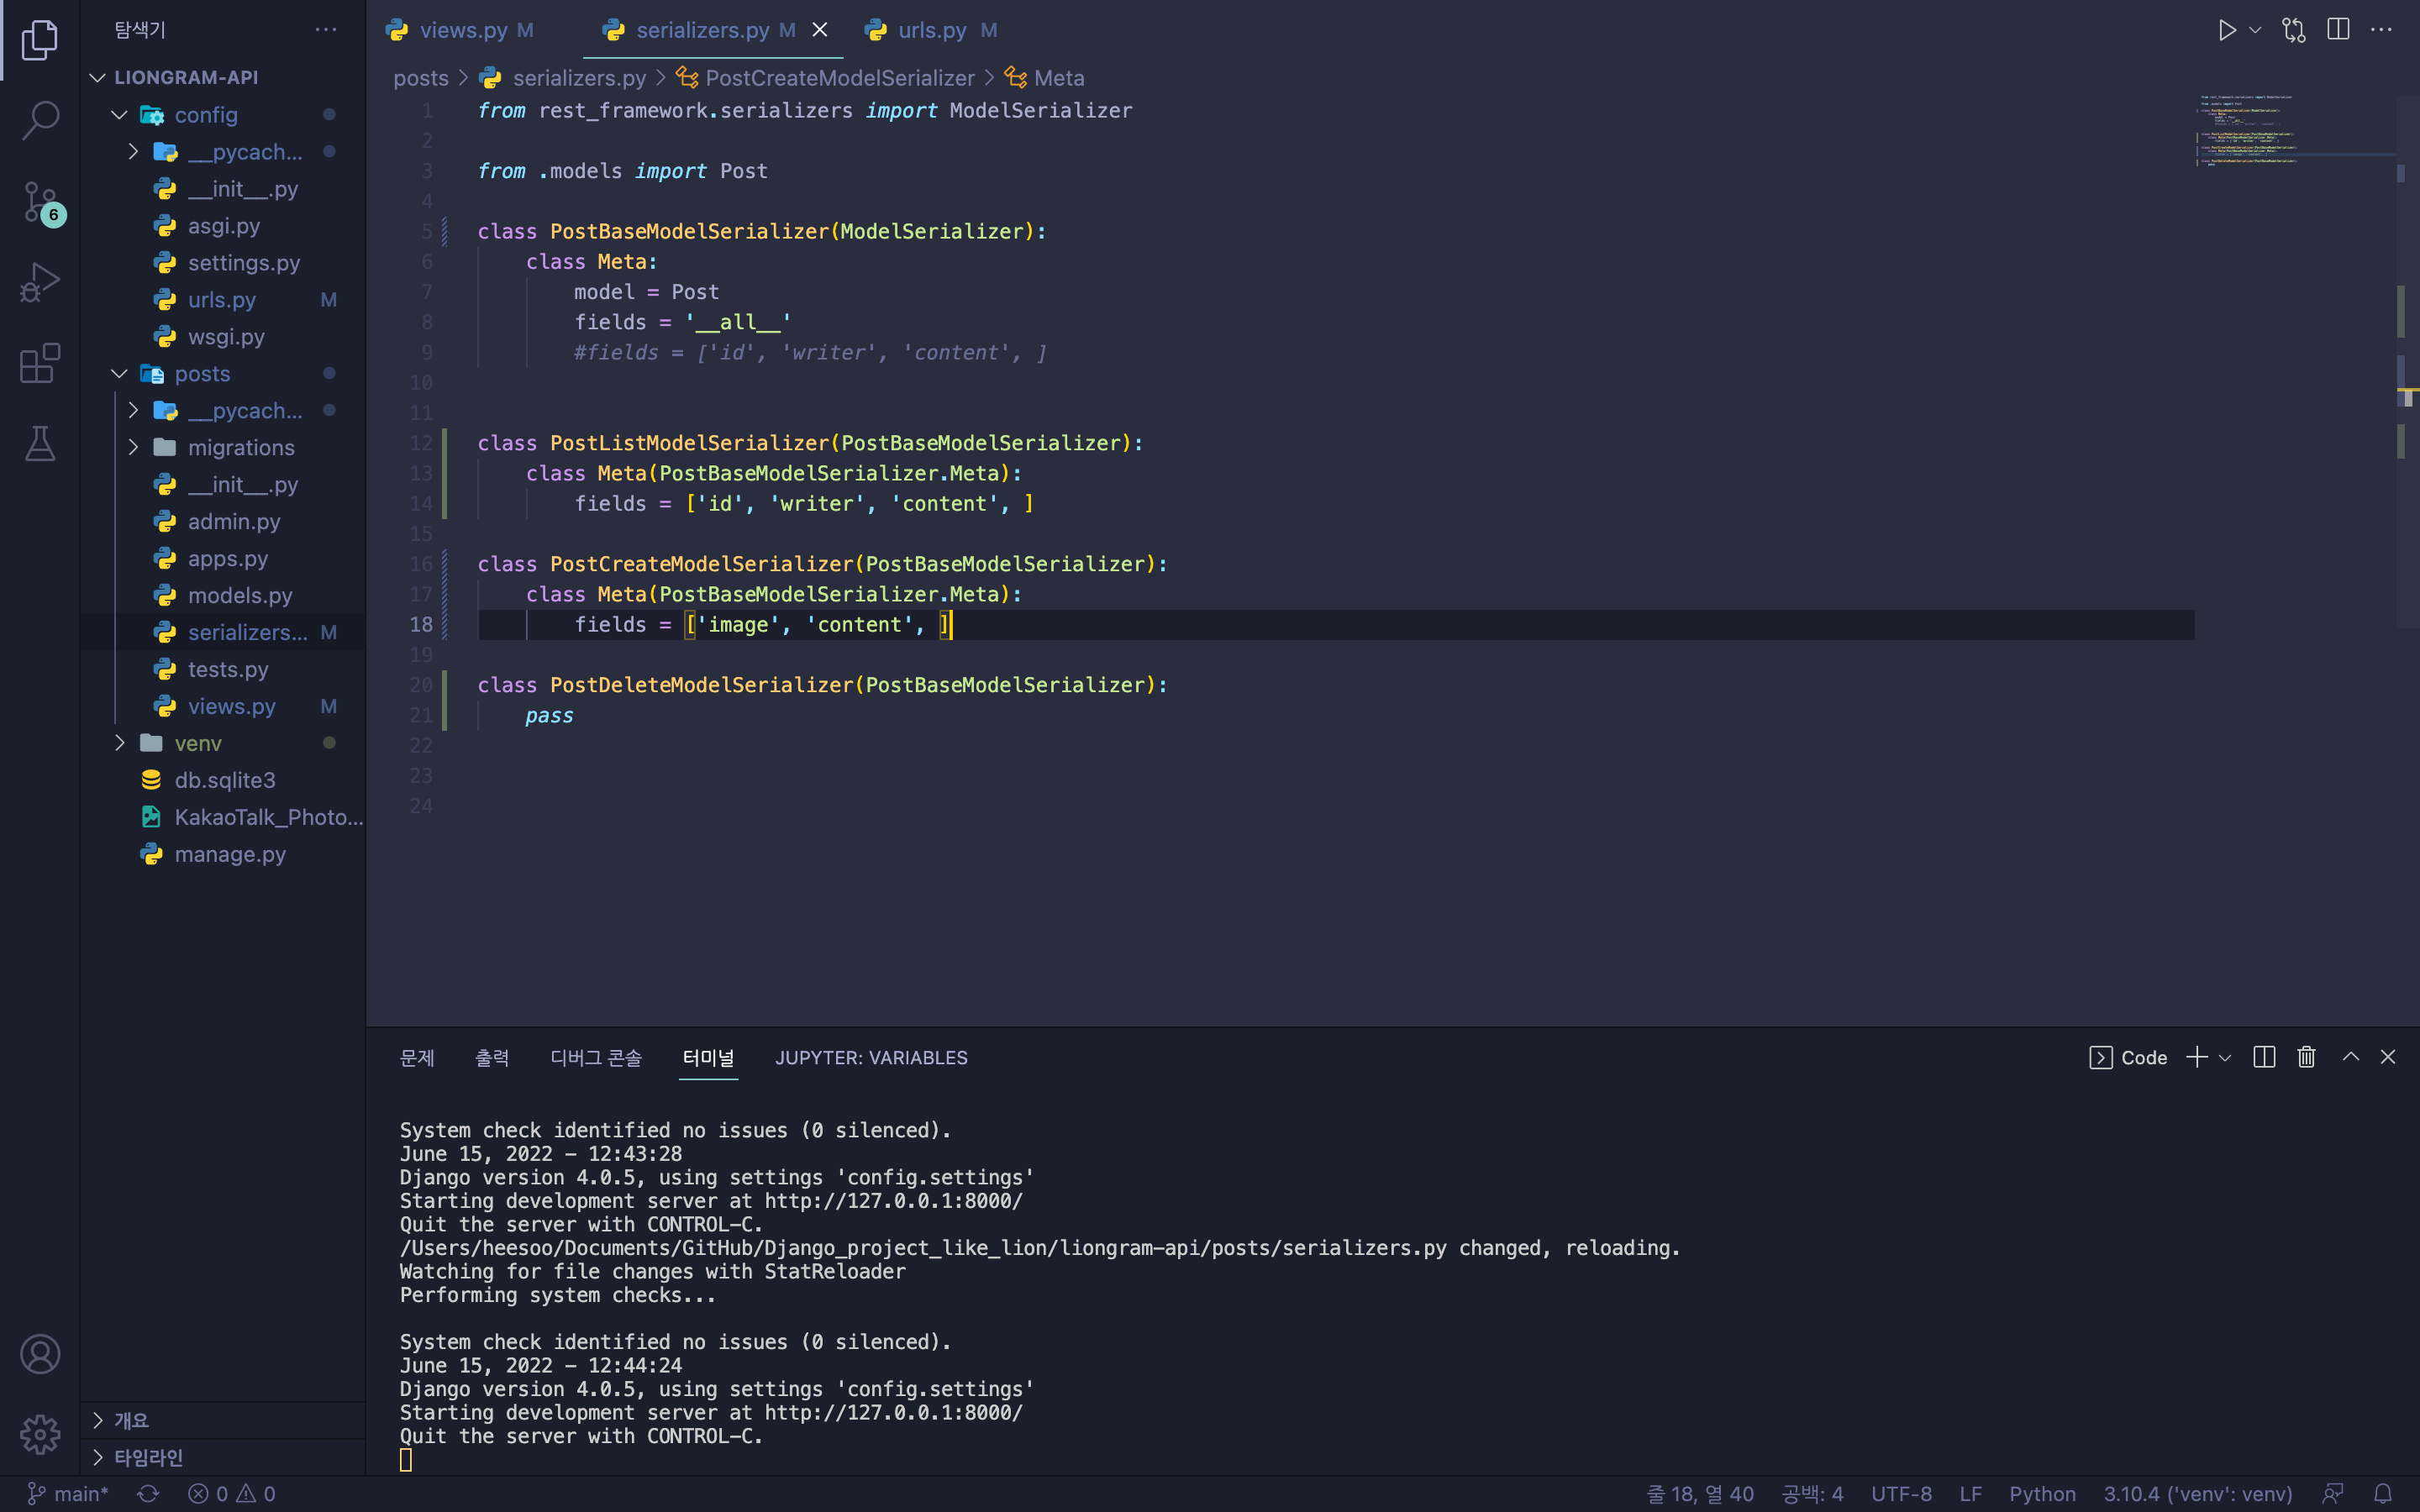 탐색기
LIONGRAM-API
config
__pycach...
__init__.py
asgi.py
settings.py
urls.py M
wsgi.py
posts
__pycach...
migrations
__init__.py
admin.py
apps.py
models.py
serializers... M
tests.py
views.py M
venv
db.sqlite3
KakaoTalk_Photo...
manage.py
개요
타임라인
6
views.py M serializers.py M urls.py M
posts > serializers.py > PostCreateModelSerializer > Meta
1 from rest_framework.serializers import ModelSerializer
2
3 from .models import Post
4
5 class PostBaseModelSerializer(ModelSerializer):
6 class Meta:
7 model = Post
8 fields = '__all__'
9 #fields = ['id', 'writer', 'content', ]
10
11
12 class PostListModelSerializer(PostBaseModelSerializer):
13 class Meta(PostBaseModelSerializer.Meta):
14 fields = ['id', 'writer', 'content', ]
15
16 class PostCreateModelSerializer(PostBaseModelSerializer):
17 class Meta(PostBaseModelSerializer.Meta):
18 fields = ['image', 'content', ]
19
20 class PostDeleteModelSerializer(PostBaseModelSerializer):
21 pass
22
23
24
문제 출력 디버그 콘솔 터미널 JUPYTER: VARIABLES
Code
System check identified no issues (0 silenced).
June 15, 2022 - 12:43:28
Django version 4.0.5, using settings 'config.settings'
Starting development server at http://127.0.0.1:8000/
Quit the server with CONTROL-C.
/Users/heesoo/Documents/GitHub/Django_project_like_lion/liongram-api/posts/serializers.py changed, reloading.
Watching for file changes with StatReloader
Performing system checks...
System check identified no issues (0 silenced).
June 15, 2022 - 12:44:24
Django version 4.0.5, using settings 'config.settings'
Starting development server at http://127.0.0.1:8000/
Quit the server with CONTROL-C.
main* 0 0 줄 18, 열 40 공백: 4 UTF-8 LF Python 3.10.4 ('venv': venv)